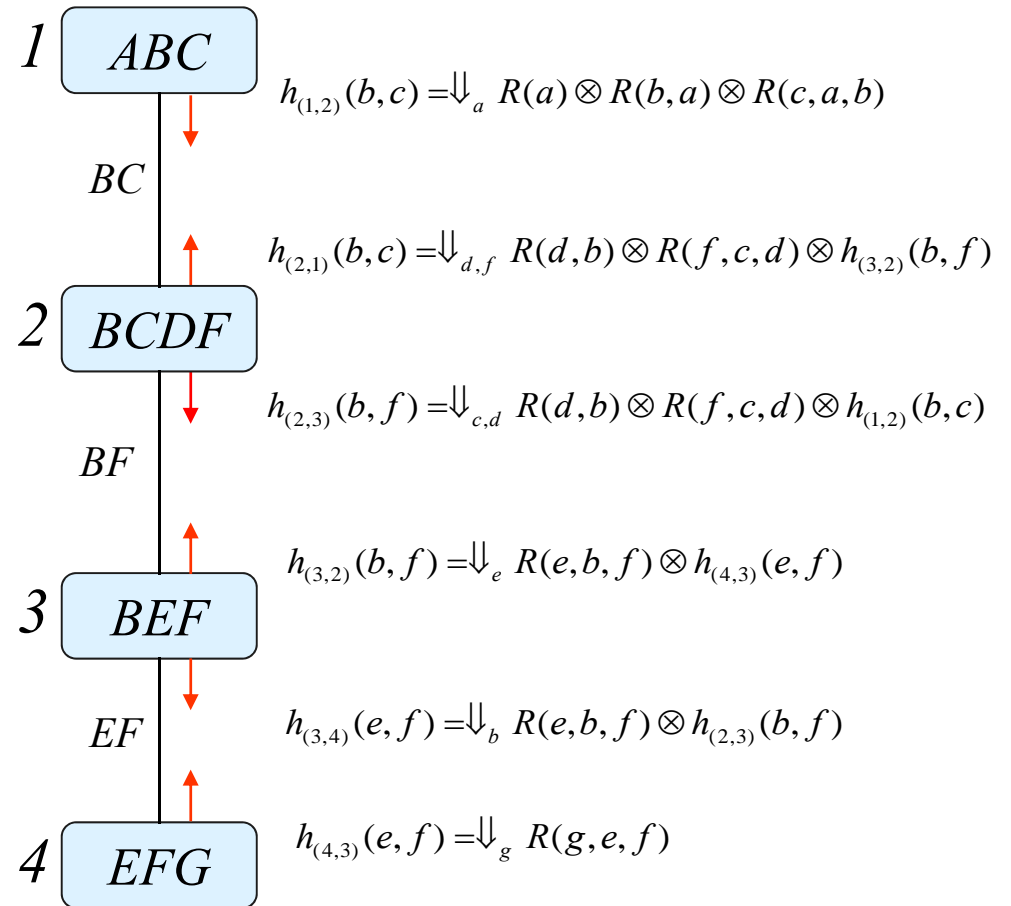 1 ABC
h(1,2)(b,c) =⇓a R(a) ⊗ R(b,a) ⊗ R(c,a,b)
BC
h(2,1)(b,c) =⇓d,f R(d,b) ⊗ R(f,c,d) ⊗ h(3,2)(b,f)
2 BCDF
h(2,3)(b,f) =⇓c,d R(d,b) ⊗ R(f,c,d) ⊗ h(1,2)(b,c)
BF
h(3,2)(b,f) =⇓e R(e,b,f) ⊗ h(4,3)(e,f)
3 BEF
h(3,4)(e,f) =⇓b R(e,b,f) ⊗ h(2,3)(b,f)
EF
h(4,3)(e,f) =⇓g R(g,e,f)
4 EFG